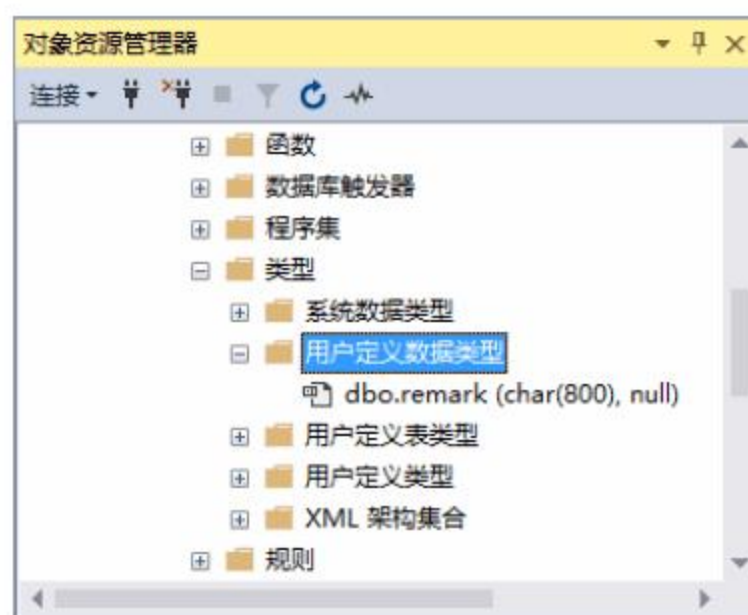 对象资源管理器
连接
函数
数据库触发器
程序集
类型
系统数据类型
用户定义数据类型
dbo.remark (char(800), null)
用户定义表类型
用户定义类型
XML 架构集合
规则